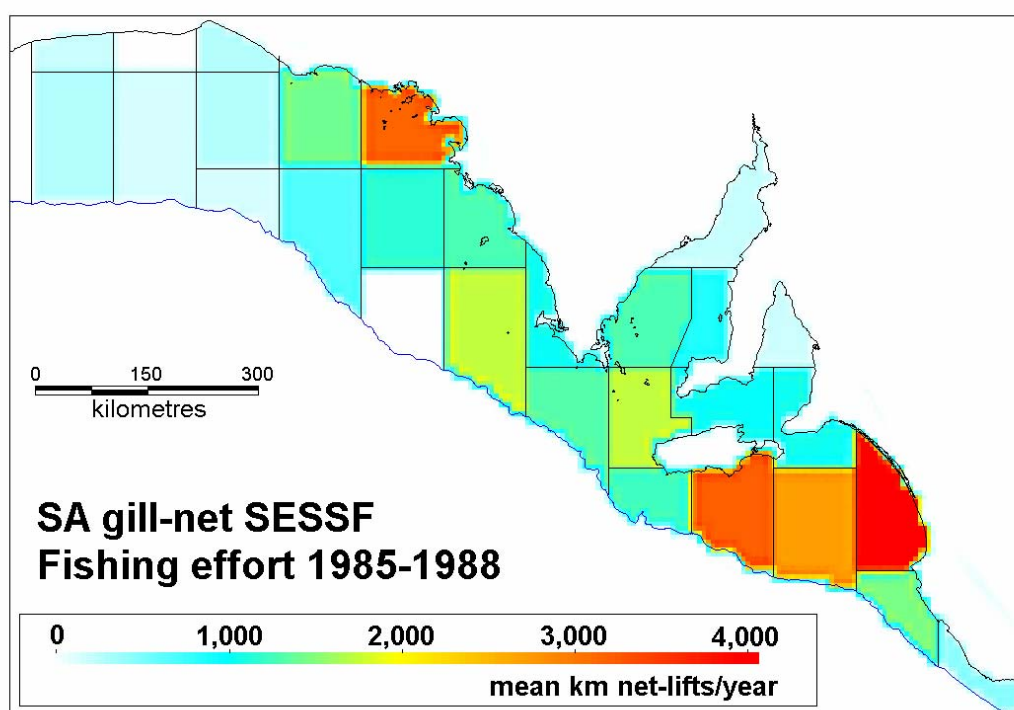 0 150 300
kilometres
SA gill-net SESSF
Fishing effort 1985-1988
0 1,000 2,000 3,000 4,000
mean km net-lifts/year